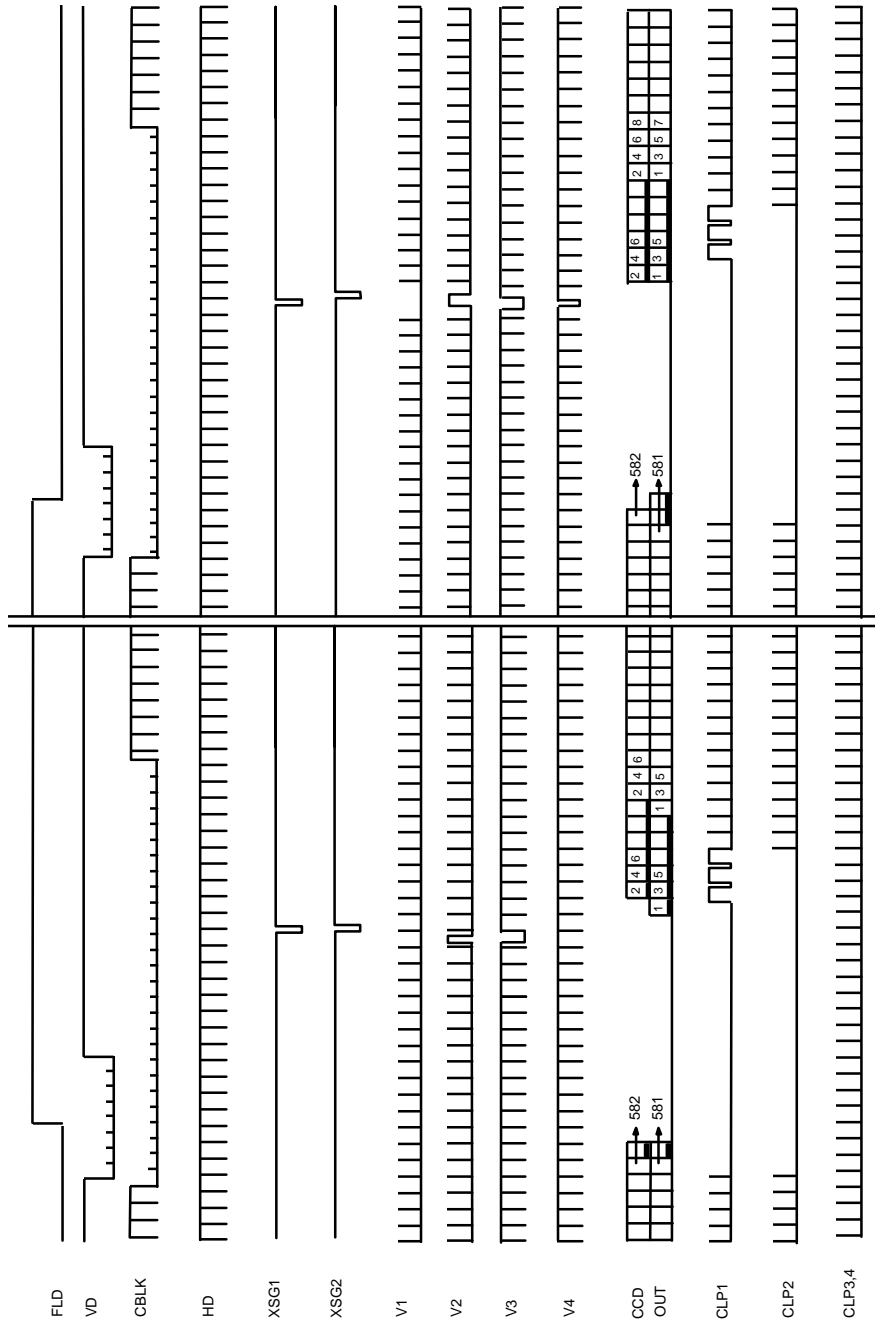 FLD
VD
CBLK
HD
XSG1
XSG2
V1
V2
V3
V4
CCD 582 2 4 6 2 4 6 582 2 4 6 2 4 6 8
OUT 581 1 3 5 1 3 5 581 1 3 5 1 3 5 7
CLP1
CLP2
CLP3,4